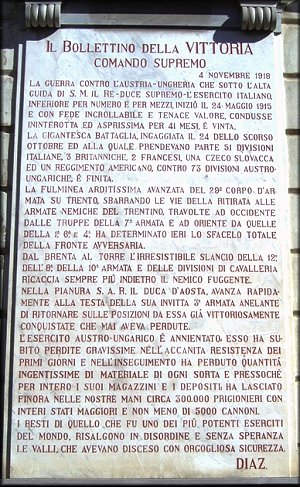 IL BOLLETTINO DELLA VITTORIA
COMANDO SUPREMO
4 NOVEMBRE 1918
LA GUERRA CONTRO L'AUSTRIA-UNGHERIA CHE SOTTO L'ALTA
GUIDA DI S.M. IL RE-DUCE SUPREMO-L'ESERCITO ITALIANO,
INFERIORE PER NUMERO E PER MEZZI, INIZIÒ IL 24 MAGGIO 1915
E CON FEDE INCROLLABILE E TENACE VALORE, CONDUSSE
ININTERROTTA ED ASPRISSIMA PER 41 MESI, È VINTA.
LA GIGANTESCA BATTAGLIA, INGAGGIATA IL 24 DELLO SCORSO
OTTOBRE ED ALLA QUALE PRENDEVANO PARTE 51 DIVISIONI
ITALIANE, 3 BRITANNICHE, 2 FRANCESI, UNA CZECO SLOVACCA
ED UN REGGIMENTO AMERICANO, CONTRO 73 DIVISIONI AUSTRO-
UNGARICHE, È FINITA.
LA FULMINEA ARDITISSIMA AVANZATA DEL 29º CORPO D'AR
MATA SU TRENTO, SBARRANDO LE VIE DELLA RITIRATA ALLE
ARMATE NEMICHE DEL TRENTINO, TRAVOLTE AD OCCIDENTE
DALLE TRUPPE DELLA 7ª ARMATA E AD ORIENTE DA QUELLE
DELLA 1ª 6ª E 4ª HA DETERMINATO IERI LO SFACELO TOTALE
DELLA FRONTE AVVERSARIA.
DAL BRENTA AL TORRE L'IRRESISTIBILE SLANCIO DELLA 12ª,
DELL'8ª, DELLA 10ª ARMATA E DELLE DIVISIONI DI CAVALLERIA
RICACCIA SEMPRE PIÙ INDIETRO IL NEMICO FUGGENTE.
NELLA PIANURA S.A.R. IL DUCA D'AOSTA, AVANZA RAPIDA-
MENTE ALLA TESTA DELLA SUA INVITTA 3ª ARMATA ANELANTE
DI RITORNARE SULLE POSIZIONI DA ESSA GIÀ VITTORIOSAMENTE
CONQUISTATE CHE MAI AVEVA PERDUTE.
L'ESERCITO AUSTRO-UNGARICO È ANNIENTATO; ESSO HA SU-
BITO PERDITE GRAVISSIME NELL'ACCANITA RESISTENZA DEI
PRIMI GIORNI E NELL'INSEGUIMENTO HA PERDUTO QUANTITÀ
INGENTISSIME DI MATERIALE DI OGNI SORTA E PRESSOCHÈ
PER INTERO I SUOI MAGAZZINI E I DEPOSITI; HA LASCIATO
FINORA NELLE NOSTRE MANI CIRCA 300.000 PRIGIONIERI CON
INTERI STATI MAGGIORI E NON MENO DI 5000 CANNONI.
I RESTI DI QUELLO CHE FU UNO DEI PIÙ POTENTI ESERCITI
DEL MONDO, RISALGONO IN DISORDINE E SENZA SPERANZA
LE VALLI, CHE AVEVANO DISCESO CON ORGOGLIOSA SICUREZZA.
DIAZ.